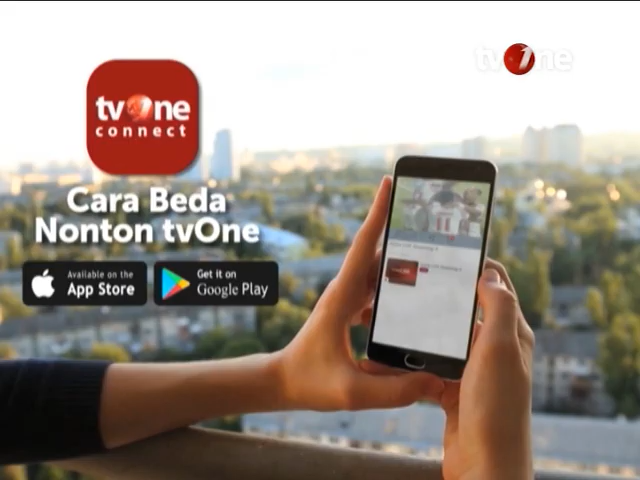 tvOne
connect
tvOne
Cara Beda
Nonton tvOne
Available on the
App Store
Get it on
Google Play